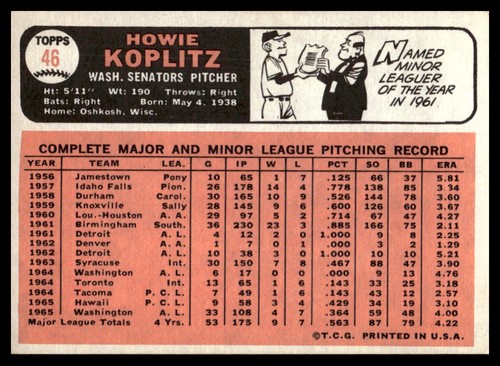 TOPPS
46
HOWIE
KOPLITZ
WASH. SENATORS PITCHER
Ht: 5'11" Wt: 190 Throws: Right
Bats: Right Born: May 4, 1938
Home: Oshkosh, Wisc.
NAMED
MINOR
LEAGUER
OF THE YEAR
IN 1961
COMPLETE MAJOR AND MINOR LEAGUE PITCHING RECORD
YEAR TEAM LEA. G IP W L PCT SO BB ERA
1956 Jamestown Pony 10 65 1 7 .125 66 37 5.81
1957 Idaho Falls Pion. 26 178 14 4 .778 138 85 3.34
1958 Durham Carol. 30 165 10 9 .526 144 78 3.60
1959 Knoxville Sally 28 145 9 6 .600 130 60 3.67
1960 Lou.-Houston A. A. 29 97 5 2 .714 67 47 4.27
1961 Birmingham South. 36 230 23 3 .885 166 75 2.11
1961 Detroit A. L. 4 12 2 0 1.000 9 8 2.25
1962 Denver A. A. 1 7 0 0 .000 5 2 1.29
1962 Detroit A. L. 10 38 3 0 1.000 10 10 5.21
1963 Syracuse Int. 30 150 7 8 .467 88 47 3.90
1964 Washington A. L. 6 17 0 0 .000 9 13 4.76
1964 Toronto Int. 13 65 1 6 .143 32 25 3.18
1964 Tacoma P. C. L. 7 49 4 3 .571 43 12 2.57
1965 Hawaii P. C. L. 9 58 3 4 .429 34 19 3.10
1965 Washington A. L. 33 108 4 7 .364 59 48 4.00
Major League Totals 4 Yrs. 53 175 9 7 .563 87 79 4.22
©T.C.G. PRINTED IN U.S.A.